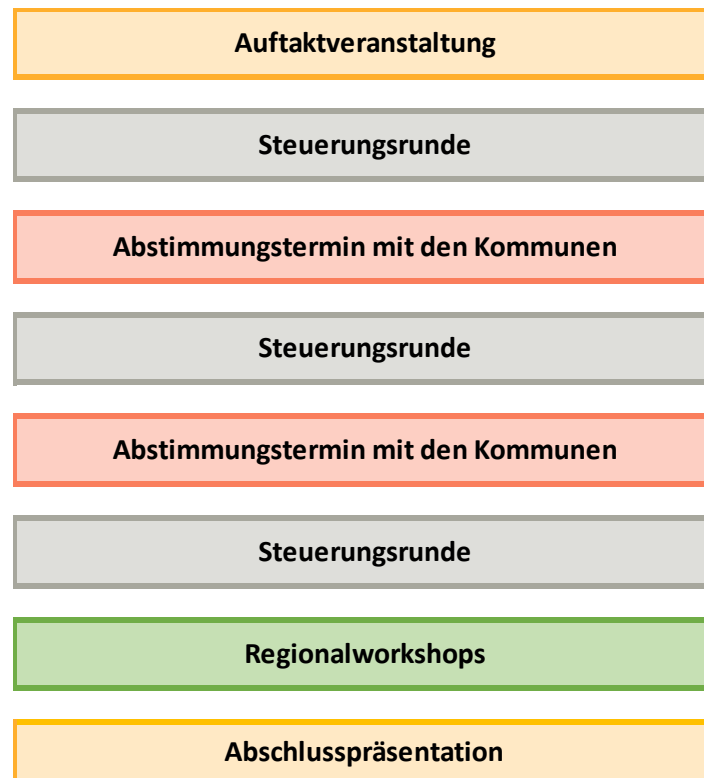 Auftaktveranstaltung
Steuerungsrunde
Abstimmungstermin mit den Kommunen
Steuerungsrunde
Abstimmungstermin mit den Kommunen
Steuerungsrunde
Regionalworkshops
Abschlusspräsentation